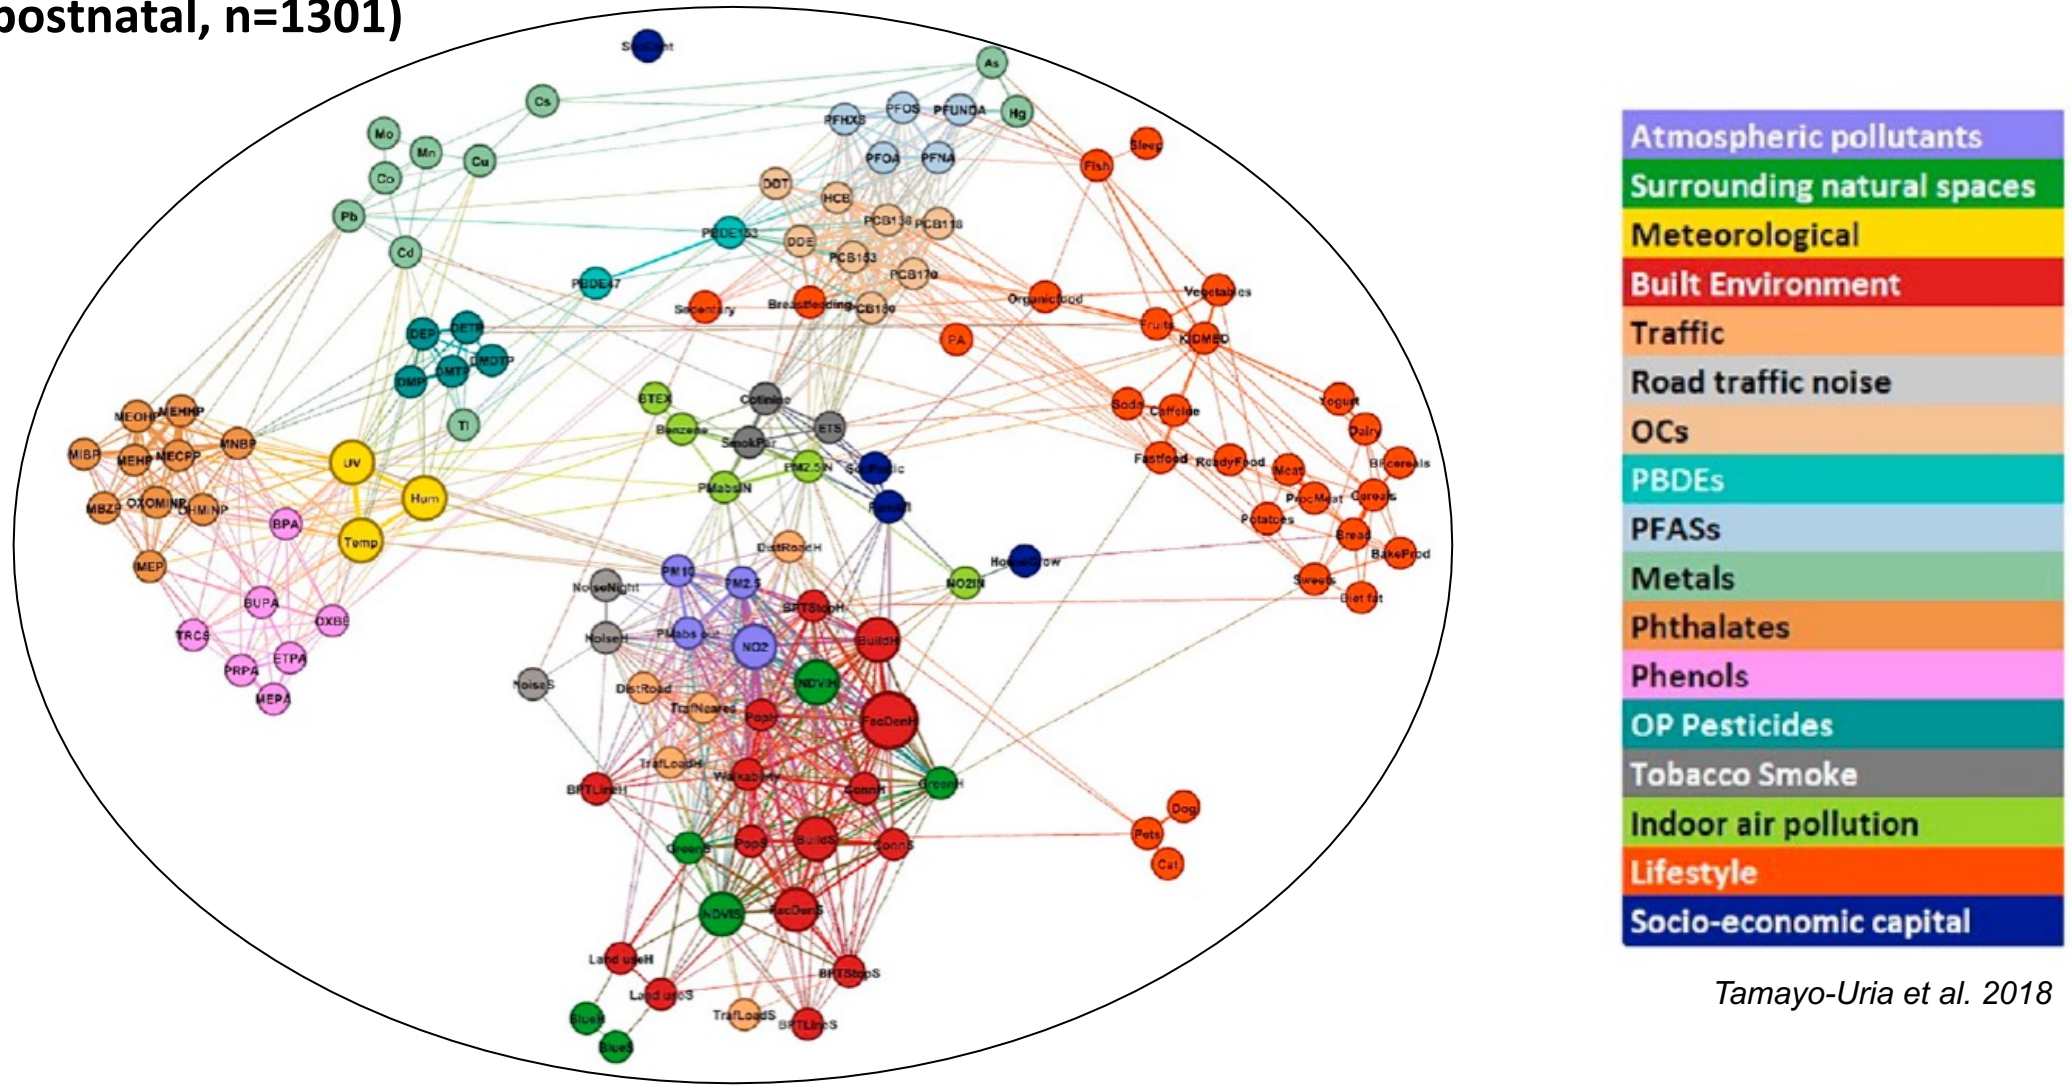 postnatal, n=1301)
As
Cs
PFOS
PFUNDA
Hg
PFHXS
Mo
Mn
Cu
Sleep
PFOA
PFNA
Fish
Co
DDT
HCB
Pb
PCB138
PCB118
PBDE153
DDE
Cd
PCB153
PCB170
PBDE47
Vegetables
Organicfood
Sedentary
Breastfeeding
PCB180
Fruits
DEP
DETP
KIDMED
PA
DMDTP
DMTP
DMP
BTEX
Cotinine
Yogurt
Soda
Caffeine
MEOHP
MEHHP
Tl
Benzene
ETS
Dairy
SmokPar
MNBP
MIBP
MEHP
MECPP
UV
PM2.5IN
Fastfood
ReadyFood
Meat
BFcereals
PMabsIN
Hum
ProcMeat
Cereals
MBZP
OXOMINP
OHMINP
BPA
Potatoes
Temp
Bread
DistRoadH
BakeProd
MEP
HouseCrow
PM10
PM2.5
NO2IN
NoiseNight
Sweets
Diet fat
BUPA
BPTStopH
OXBE
TRCS
NoiseH
PMabs out
NO2
BuildH
ETPA
PRPA
NoiseS
NDVIH
MEPA
DistRoad
TrafNeares
PopH
FacDenH
TrafLoadH
Walkability
BPTLineH
ConnH
GreenH
Dog
Pets
GreenS
PopS
BuildS
ConnS
Cat
NDVIS
FacDenS
Land useH
BPTStopS
Land useS
BlueH
TrafLoadS
BPTLineS
BlueS
Atmospheric pollutants
Surrounding natural spaces
Meteorological
Built Environment
Traffic
Road traffic noise
OCs
PBDEs
PFASs
Metals
Phthalates
Phenols
OP Pesticides
Tobacco Smoke
Indoor air pollution
Lifestyle
Socio-economic capital
Tamayo-Uria et al. 2018